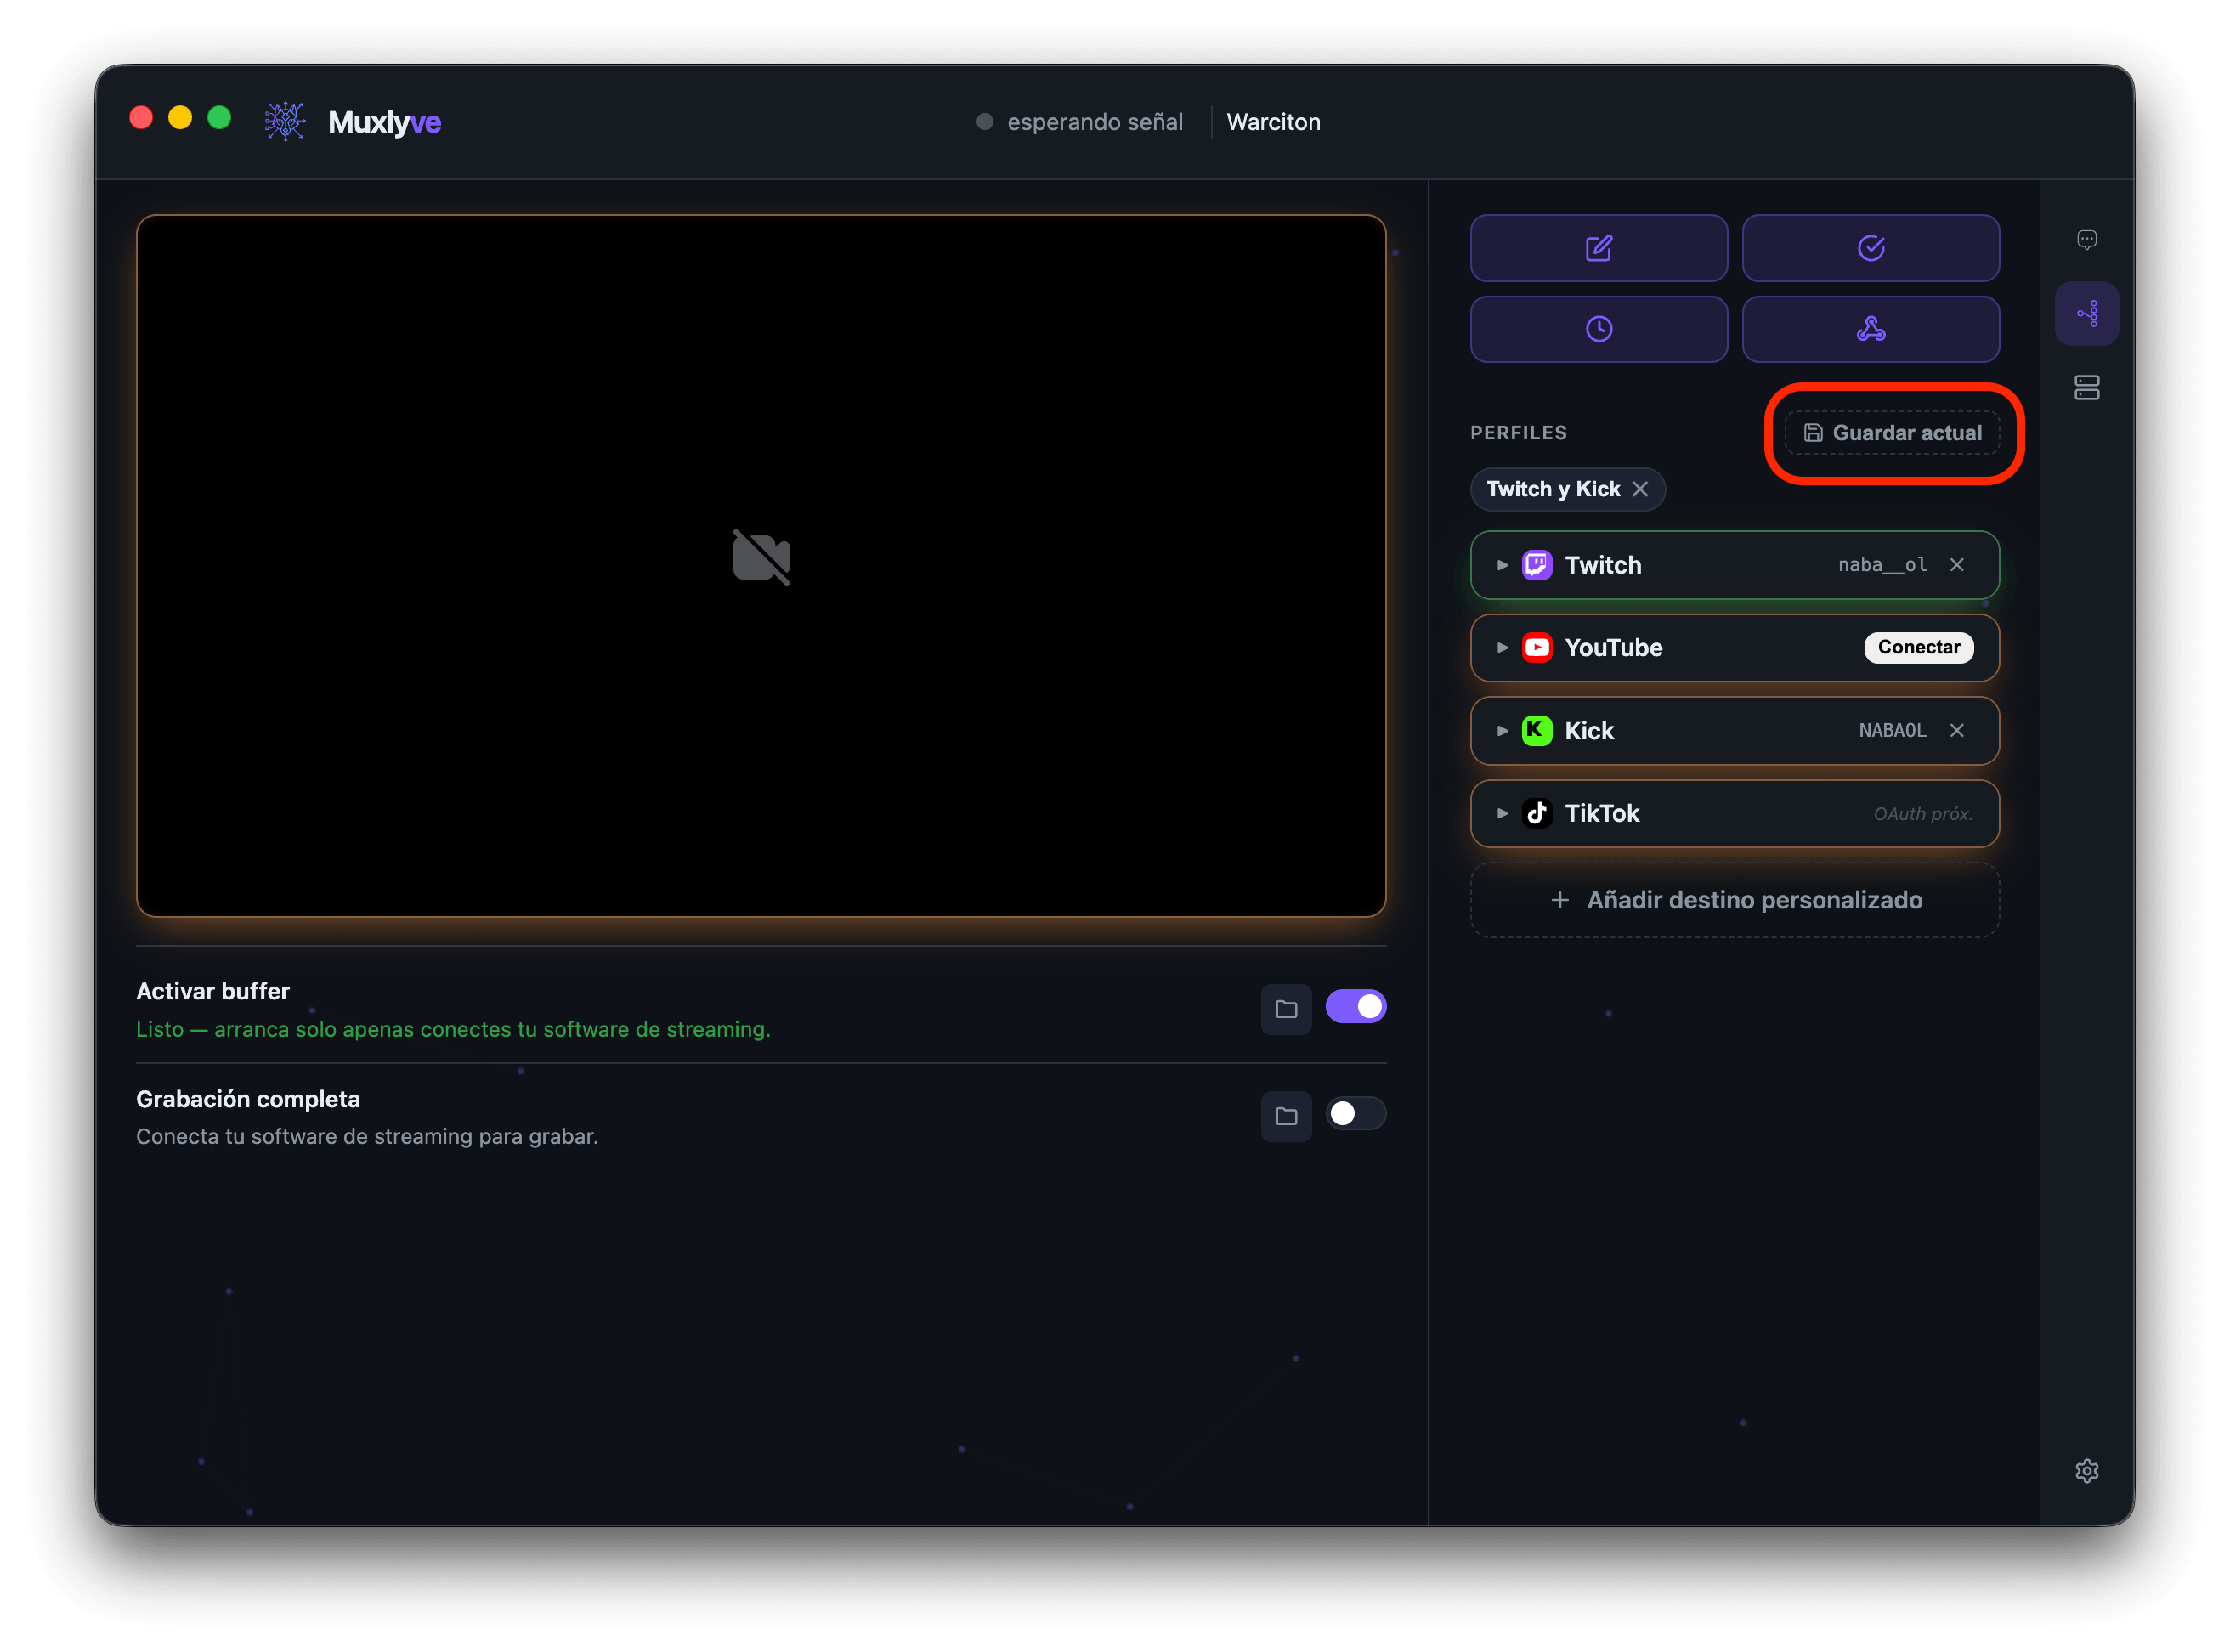 Muxlyve
esperando señal
Warciton
PERFILES
Guardar actual
Twitch y Kick
Twitch
naba__ol
YouTube
Conectar
Kick
NABAOL
TikTok
OAuth próx.
+ Añadir destino personalizado
Activar buffer
Listo — arranca solo apenas conectes tu software de streaming.
Grabación completa
Conecta tu software de streaming para grabar.